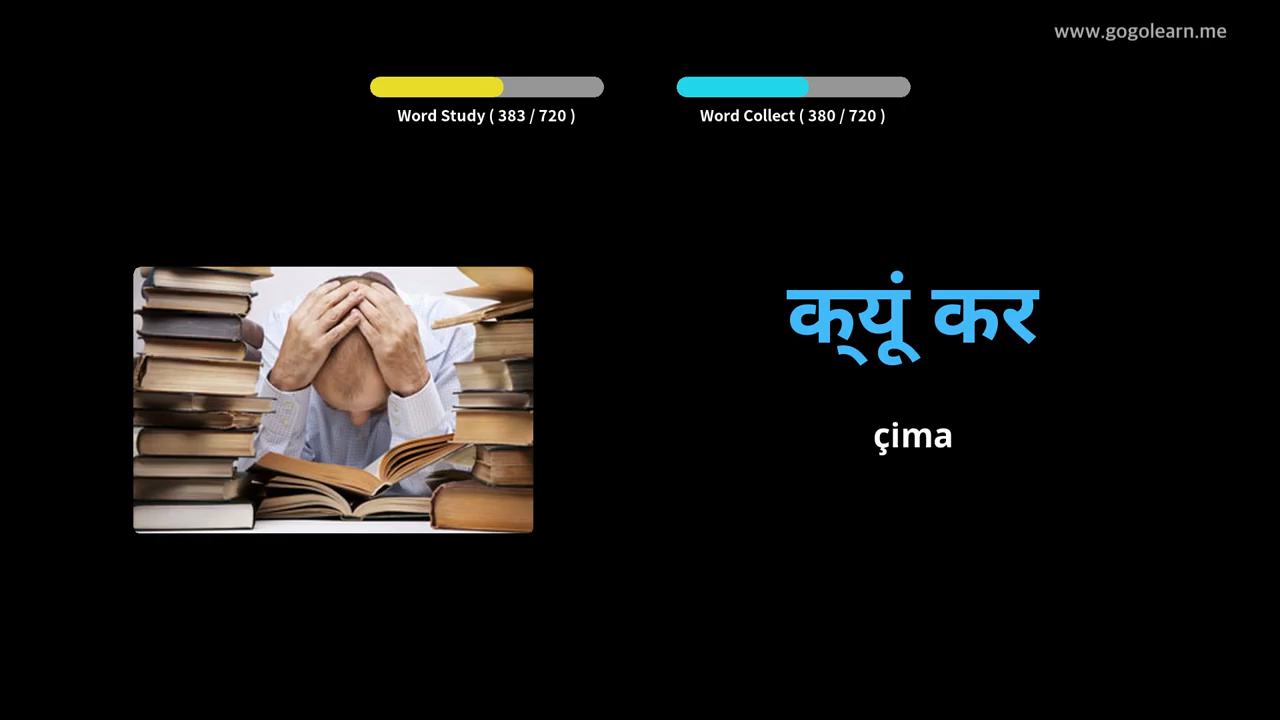 www.gogolearn.me
Word Study ( 383 / 720 )
Word Collect ( 380 / 720 )
क्यूं कर
çima